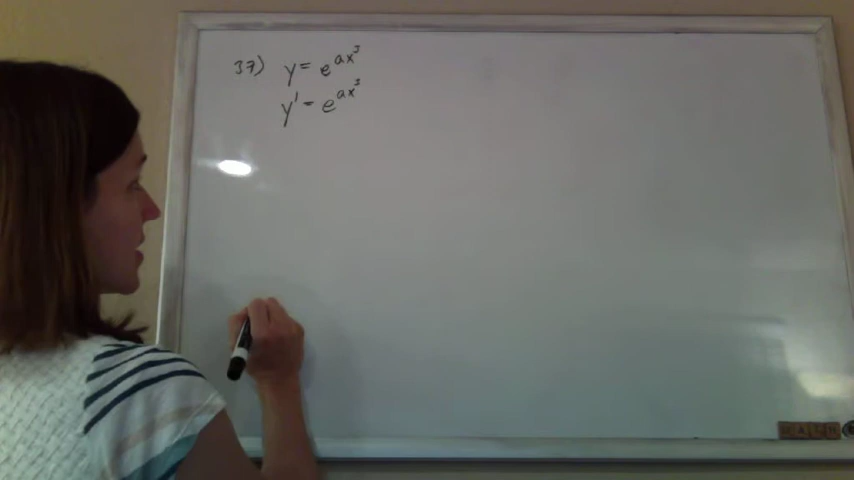 37) y = e^{ax^3}
y' = e^{ax^3}